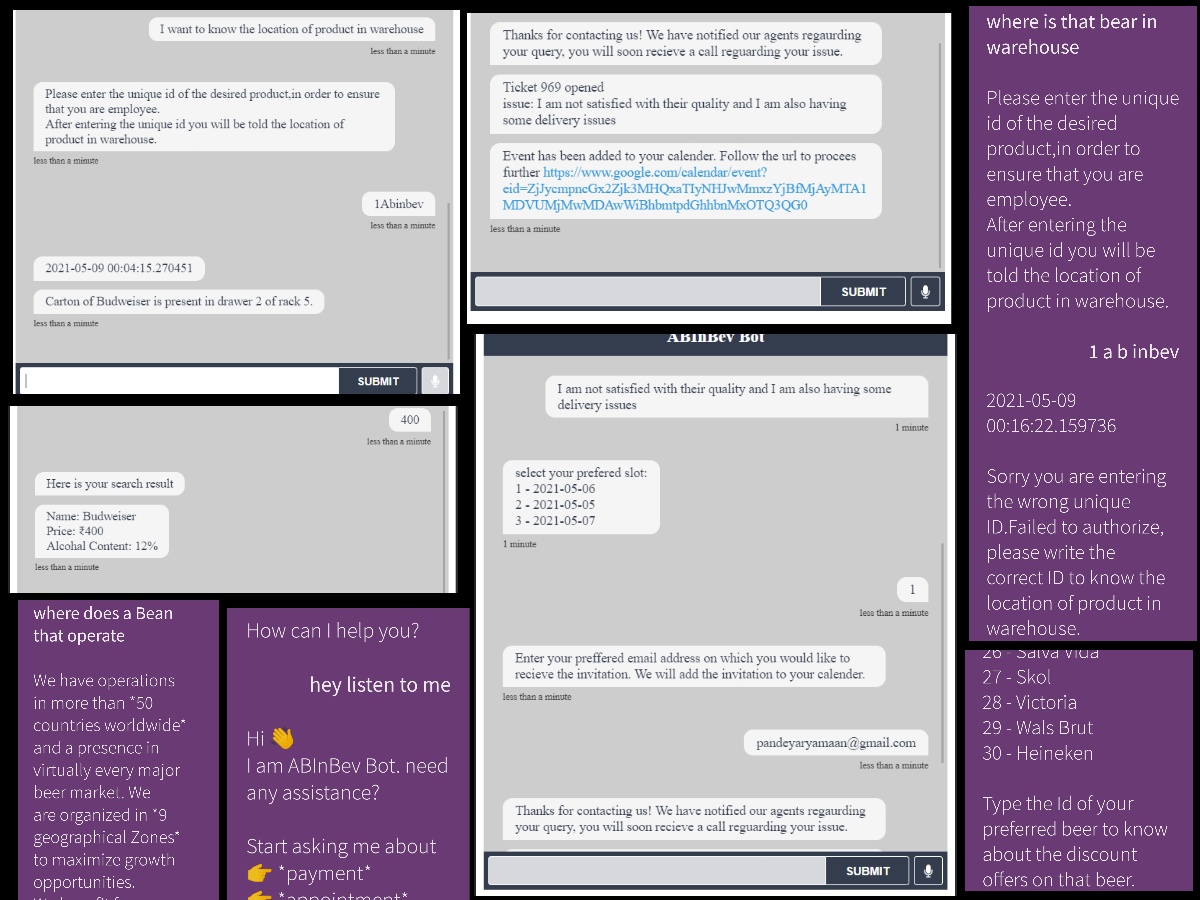 I want to know the location of product in warehouse
less than a minute
Please enter the unique id of the desired product,in order to ensure
that you are employee.
After entering the unique id you will be told the location of
product in warehouse.
less than a minute
1Abinbev
less than a minute
2021-05-09 00:04:15.270451
Carton of Budweiser is present in drawer 2 of rack 5.
less than a minute
SUBMIT
Thanks for contacting us! We have notified our agents regaurding
your query, you will soon recieve a call reguarding your issue.
Ticket 969 opened
issue: I am not satisfied with their quality and I am also having
some delivery issues
Event has been added to your calender. Follow the url to procees
further https://www.google.com/calendar/event?
less than a minute
SUBMIT
where is that bear in
warehouse
Please enter the unique
id of the desired
product,in order to
ensure that you are
employee.
After entering the
unique id you will be
told the location of
product in warehouse.
1 a b inbev
2021-05-09
00:16:22.159736
Sorry you are entering
the wrong unique
ID.Failed to authorize,
please write the
correct ID to know the
location of product in
warehouse.
400
less than a minute
Here is your search result
Name: Budweiser
Price: ₹400
Alcohal Content: 12%
less than a minute
ABInBev Bot
I am not satisfied with their quality and I am also having some
delivery issues
1 minute
select your prefered slot:
1 - 2021-05-06
2 - 2021-05-05
3 - 2021-05-07
1 minute
1
less than a minute
Enter your preffered email address on which you would like to
recieve the invitation. We will add the invitation to your calender.
less than a minute
pandeyaryamaan@gmail.com
less than a minute
Thanks for contacting us! We have notified our agents regaurding
your query, you will soon recieve a call reguarding your issue.
SUBMIT
where does a Bean
that operate
We have operations
in more than *50
countries worldwide*
and a presence in
virtually every major
beer market. We
are organized in *9
geographical Zones*
to maximize growth
opportunities.
How can I help you?
hey listen to me
Hi 👋
I am ABInBev Bot. need
any assistance?
Start asking me about
👉 *payment*
👉 *appointment*
26 - Salva Vida
27 - Skol
28 - Victoria
29 - Wals Brut
30 - Heineken
Type the Id of your
preferred beer to know
about the discount
offers on that beer.